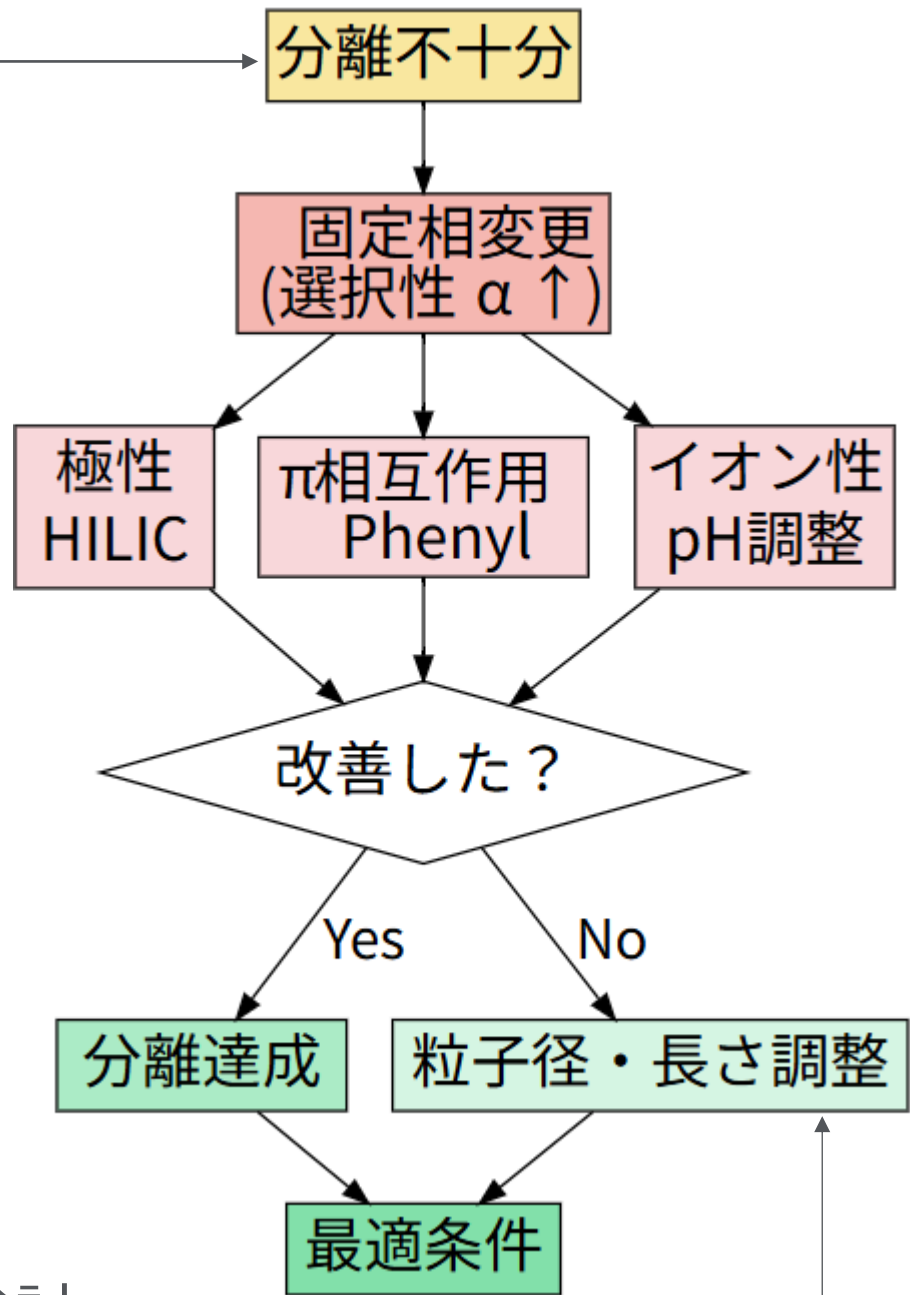 分離不十分
固定相変更
(選択性 α ↑)
極性
HILIC
π相互作用
Phenyl
イオン性
pH調整
改善した？
Yes
No
分離達成
粒子径・長さ調整
最適条件